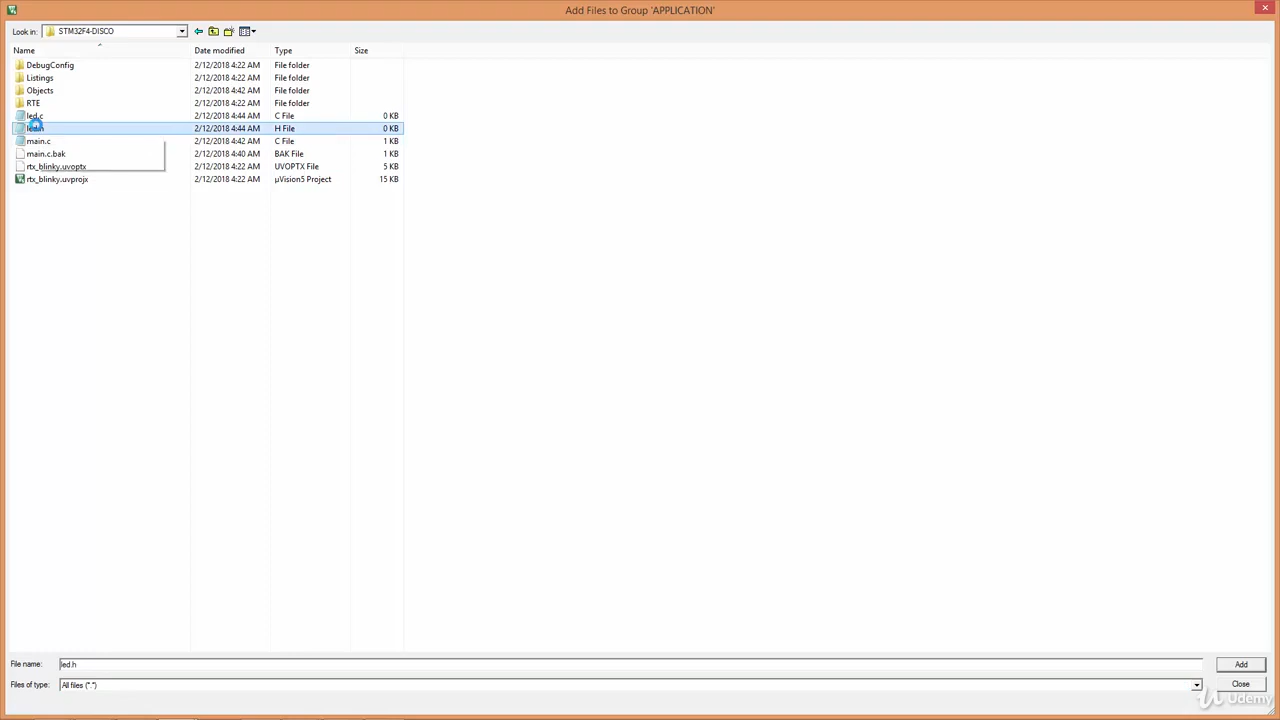 Add Files to Group 'APPLICATION'
Look in: STM32F4-DISCO
Name Date modified Type Size
DebugConfig 2/12/2018 4:22 AM File folder
Listings 2/12/2018 4:22 AM File folder
Objects 2/12/2018 4:42 AM File folder
RTE 2/12/2018 4:22 AM File folder
led.c 2/12/2018 4:44 AM C File 0 KB
led.h 2/12/2018 4:44 AM H File 0 KB
main.c 2/12/2018 4:42 AM C File 1 KB
main.c.bak 2/12/2018 4:40 AM BAK File 1 KB
rtx_blinky.uvoptx 2/12/2018 4:22 AM UVOPTX File 5 KB
rtx_blinky.uvprojx 2/12/2018 4:22 AM µVision5 Project 15 KB
File name: led.h Add
Files of type: All files (*.*) Close
Udemy